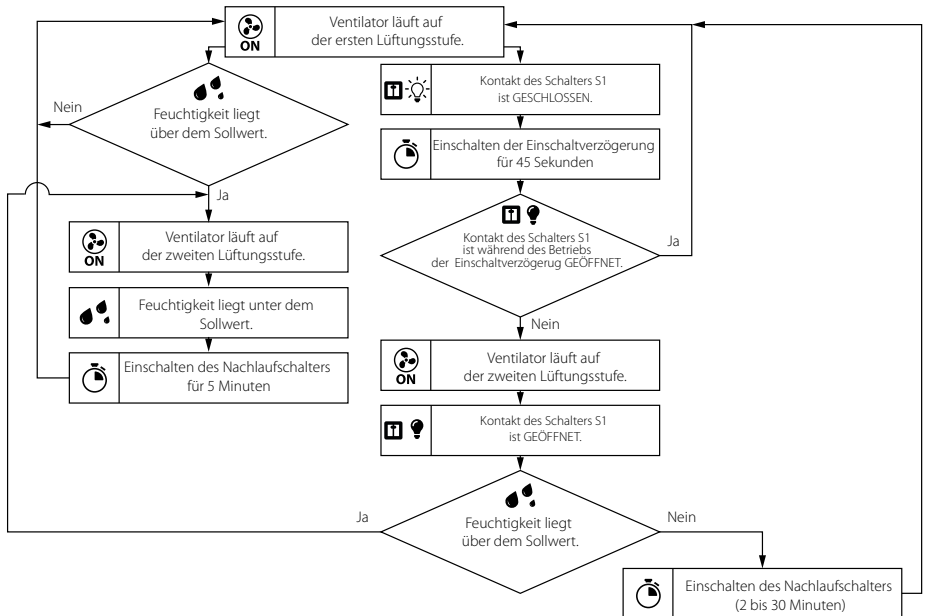 ON
Ventilator läuft auf
der ersten Lüftungsstufe.
Nein
Feuchtigkeit liegt
über dem Sollwert.
Ja
ON
Ventilator läuft auf
der zweiten Lüftungsstufe.
Feuchtigkeit liegt unter dem
Sollwert.
Einschalten des Nachlaufschalters
für 5 Minuten
Kontakt des Schalters S1
ist GESCHLOSSEN.
Einschalten der Einschaltverzögerung
für 45 Sekunden
Kontakt des Schalters S1
ist während des Betriebs
der Einschaltverzögerug GEÖFFNET.
Ja
Nein
ON
Ventilator läuft auf
der zweiten Lüftungsstufe.
Kontakt des Schalters S1
ist GEÖFFNET.
Ja
Feuchtigkeit liegt
über dem Sollwert.
Nein
Einschalten des Nachlaufschalters
(2 bis 30 Minuten)